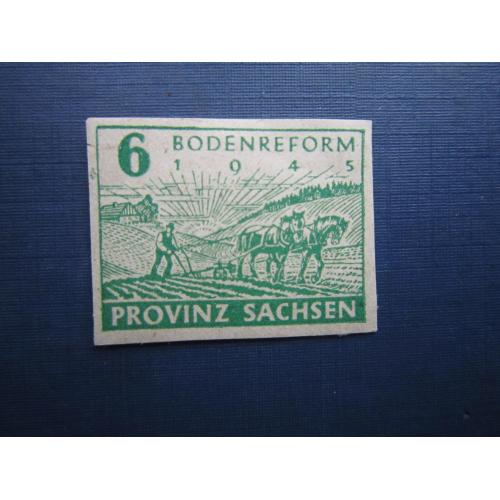 6 BODENREFORM
1 9 4 5
PROVINZ SACHSEN